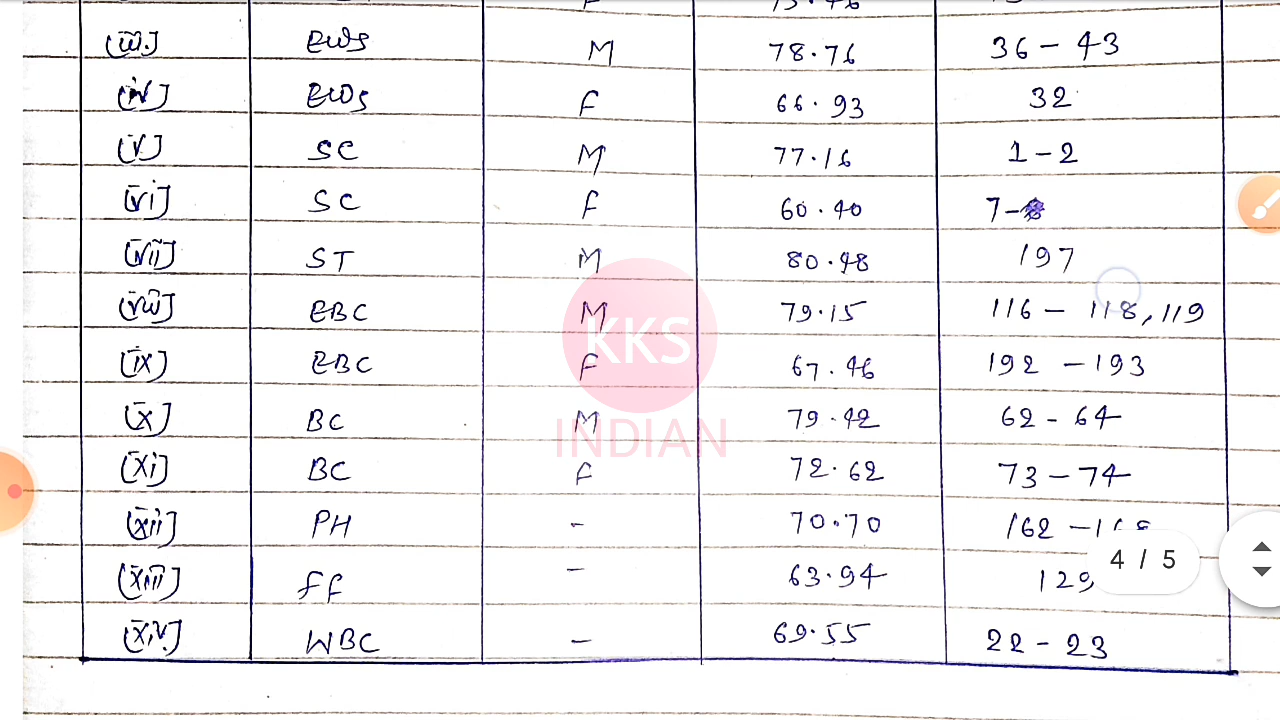 [iii.] EWS M 78.76 36 - 43
[iv] EWS F 66.93 32
[v] SC M 77.16 1 - 2
[vi] SC F 60.40 7 -
[vii] ST M 80.48 197
[viii] EBC M 79.15 116 - 118, 119
[ix] EBC F 67.46 192 - 193
KKS
[x] BC M 79.42 62 - 64
INDIAN
[xi] BC F 72.62 73 - 74
[xii] PH - 70.70 162 -
4 / 5
[xiii] FF - 63.94 129
[xiv.] WBC - 69.55 22 - 23